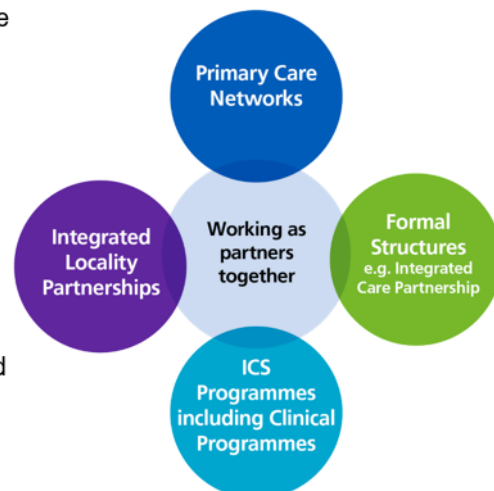 e
Primary Care
Networks
Integrated
Locality
Partnerships
Working as
partners
together
Formal
Structures
e.g. Integrated
Care Partnership
d
ICS
Programmes
including Clinical
Programmes